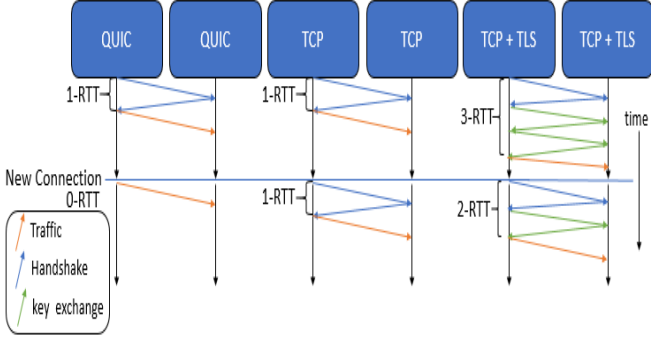 QUIC
QUIC
TCP
TCP
TCP + TLS
TCP + TLS
1-RTT
1-RTT
3-RTT
time
New Connection
0-RTT
1-RTT
2-RTT
Traffic
Handshake
key exchange